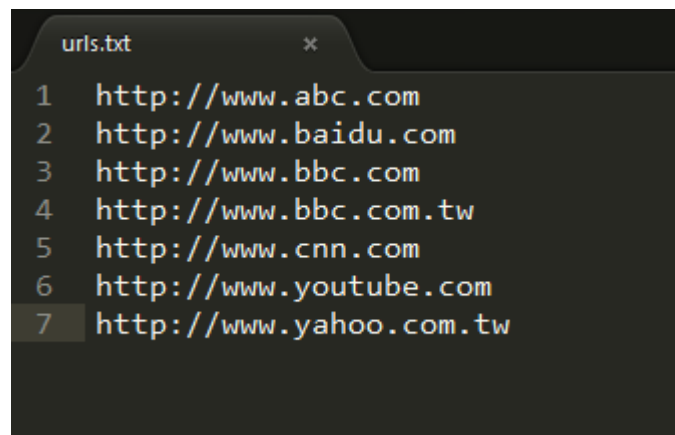 urls.txt ×
1 http://www.abc.com
2 http://www.baidu.com
3 http://www.bbc.com
4 http://www.bbc.com.tw
5 http://www.cnn.com
6 http://www.youtube.com
7 http://www.yahoo.com.tw